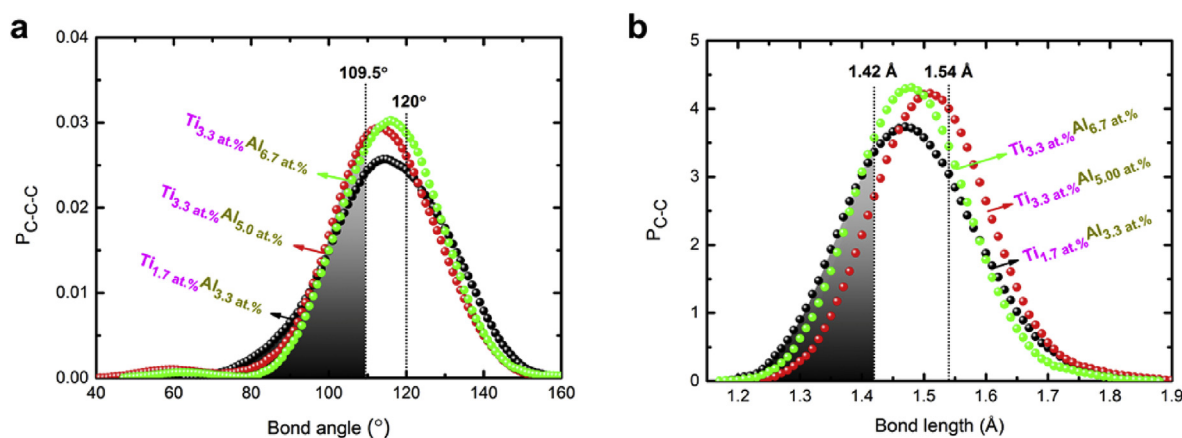 a
b
0.04
0.03
0.02
0.01
0.00
P_C-C-C
40
60
80
100
120
140
160
Bond angle (°)
109.5°
120°
Ti3.3 at.%Al6.7 at.%
Ti3.3 at.%Al5.0 at.%
Ti1.7 at.%Al3.3 at.%
5
4
3
2
1
0
P_C-C
1.2
1.3
1.4
1.5
1.6
1.7
1.8
1.9
Bond length (Å)
1.42 Å
1.54 Å
Ti3.3 at.%Al6.7 at.%
Ti3.3 at.%Al5.00 at.%
Ti1.7 at.%Al3.3 at.%